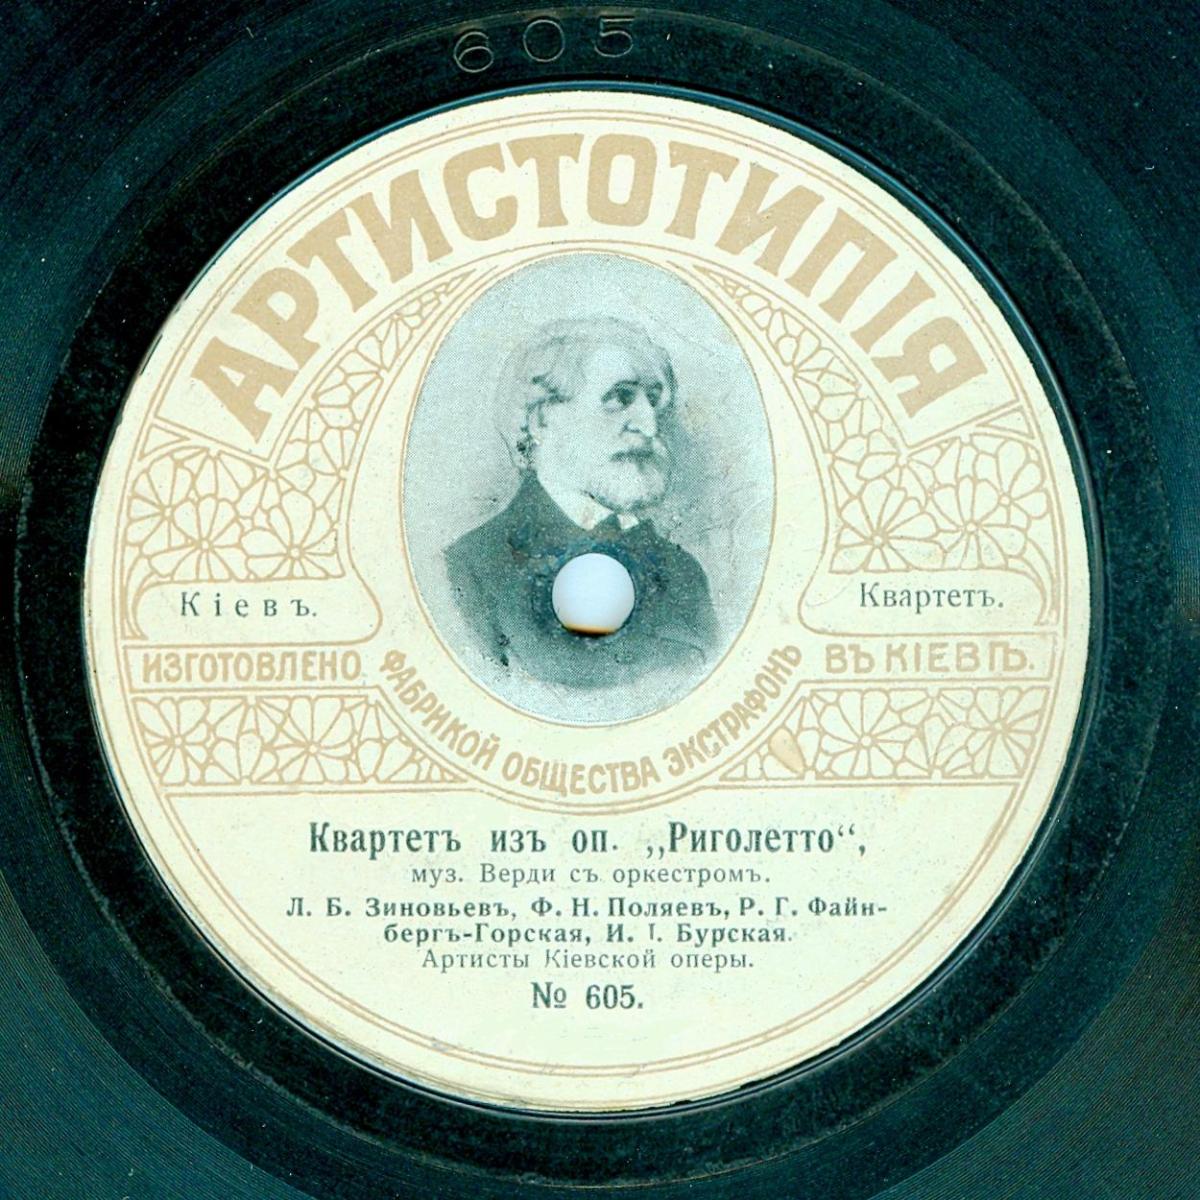 605
АРТИСТОТИПІЯ
Кіевъ.
Квартетъ.
ИЗГОТОВЛЕНО
ФАБРИКОЙ ОБЩЕСТВА ЭКСТРАФОНЪ
ВЪ КІЕВѢ.
Квартетъ изъ оп. „Риголетто“,
муз. Верди съ оркестромъ.
Л. Б. Зиновьевъ, Ф. Н. Поляевъ, Р. Г. Файн-
бергъ-Горская, И. І. Бурская.
Артисты Кіевской оперы.
№ 605.